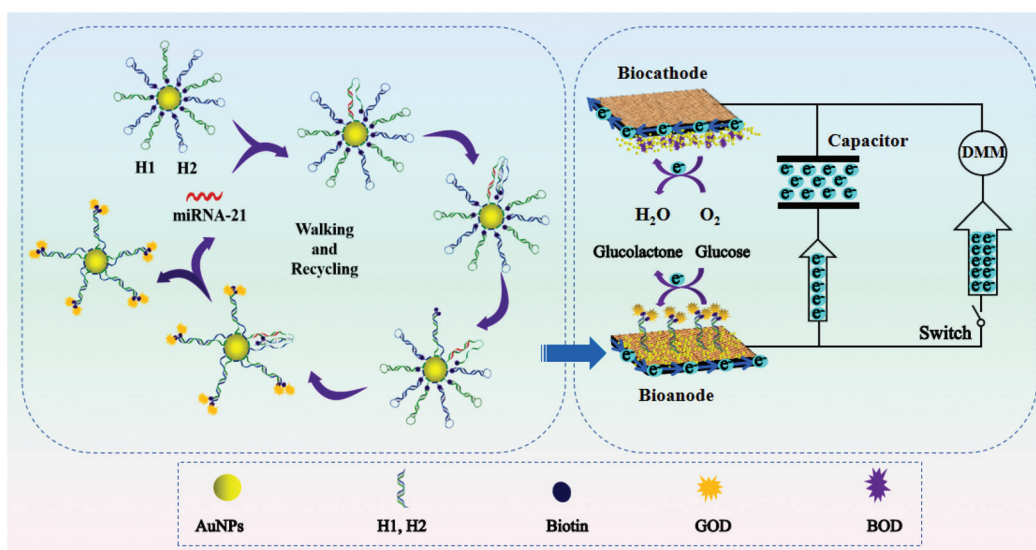 H1
H2
miRNA-21
Walking
and
Recycling
Biocathode
e⁻ e⁻ e⁻ e⁻ e⁻
e⁻
H₂O
O₂
Glucolactone
Glucose
e⁻
e⁻ e⁻ e⁻ e⁻ e⁻
Bioanode
Capacitor
e⁻ e⁻ e⁻ e⁻
e⁻ e⁻ e⁻
e⁻ e⁻ e⁻ e⁻
e⁻
e⁻
e⁻
e⁻
e⁻
DMM
e⁻ e⁻
e⁻ e⁻
e⁻ e⁻
e⁻ e⁻
e⁻ e⁻
Switch
AuNPs
H1, H2
Biotin
GOD
BOD